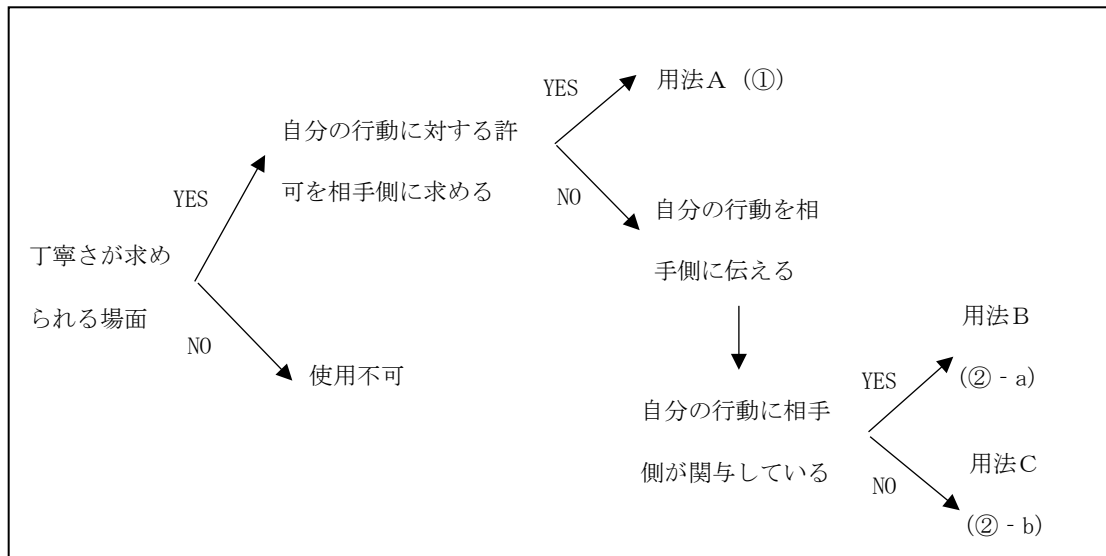 丁寧さが求め
られる場面
YES
NO
使用不可
自分の行動に対する許
可を相手側に求める
YES
NO
用法A（①）
自分の行動を相
手側に伝える
自分の行動に相手
側が関与している
YES
NO
用法B
(②‐a)
用法C
(②‐b)